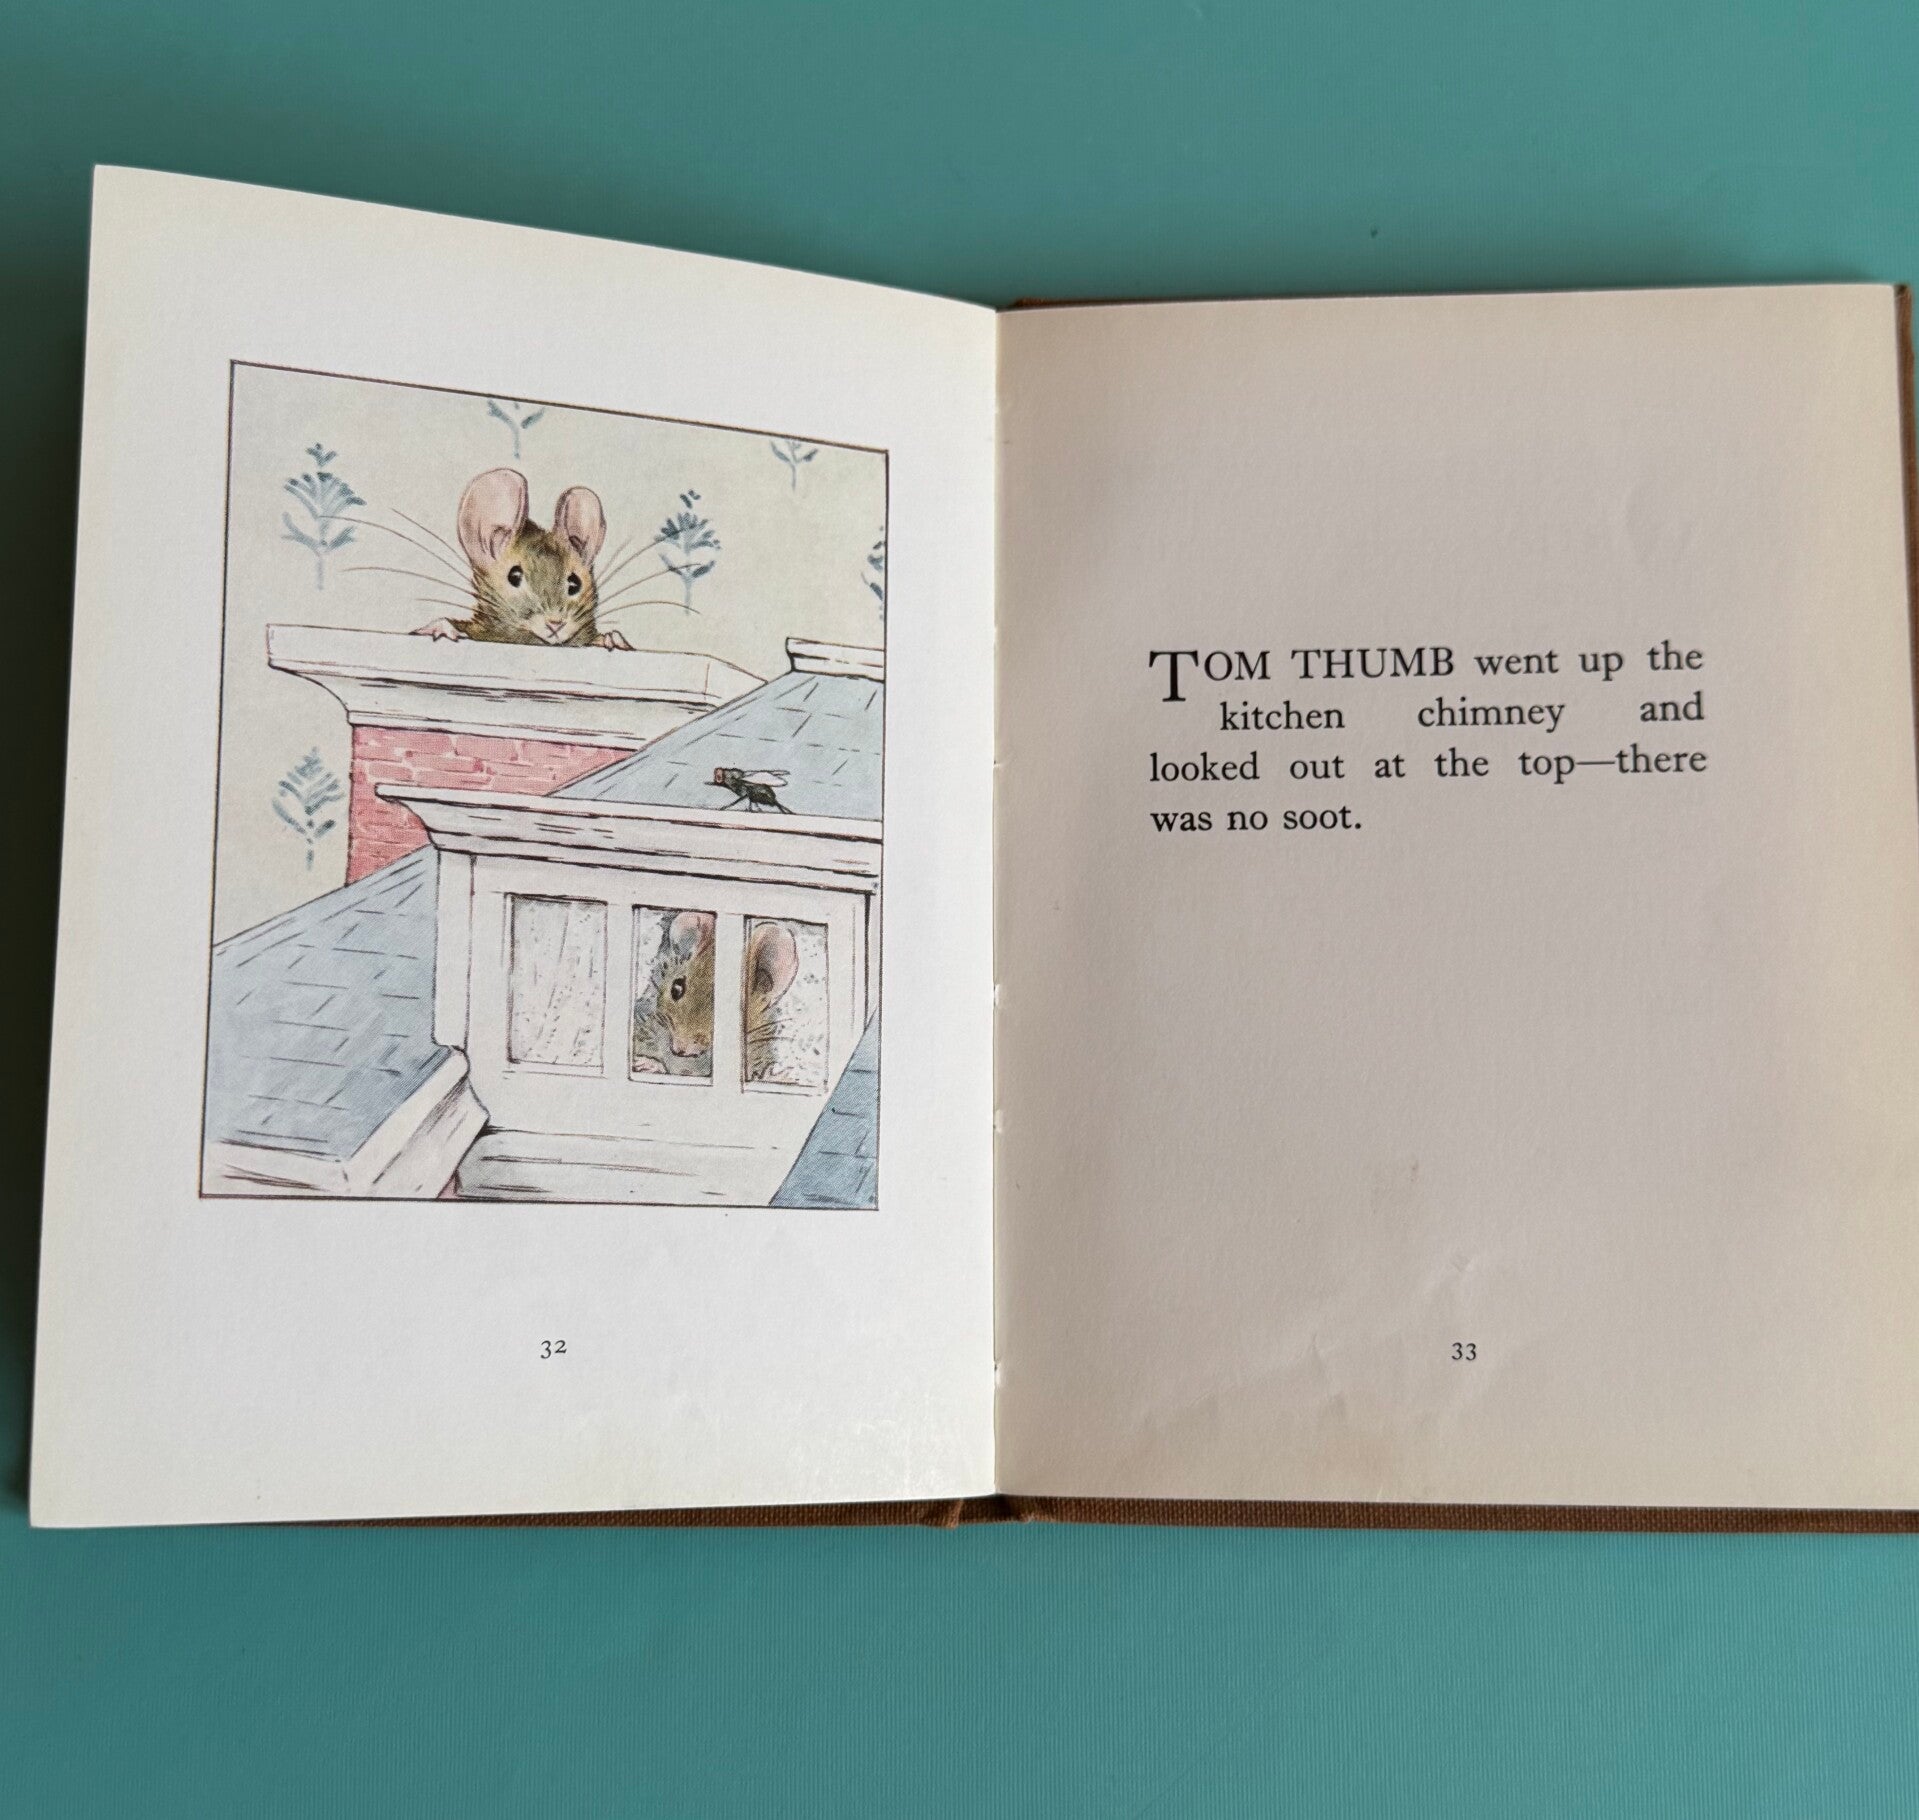 32
TOM THUMB went up the
kitchen chimney and
looked out at the top—there
was no soot.
33